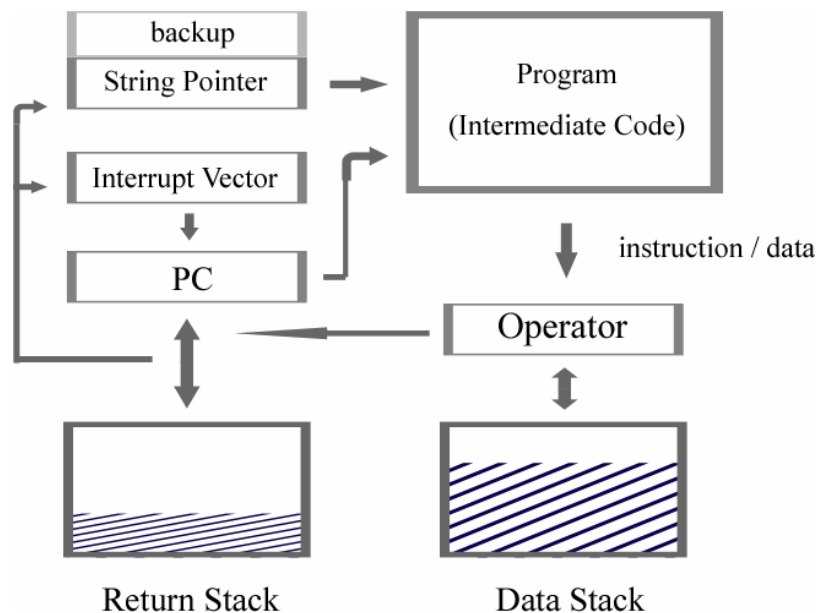 backup
String Pointer
Interrupt Vector
PC
Program
(Intermediate Code)
instruction / data
Operator
Return Stack
Data Stack